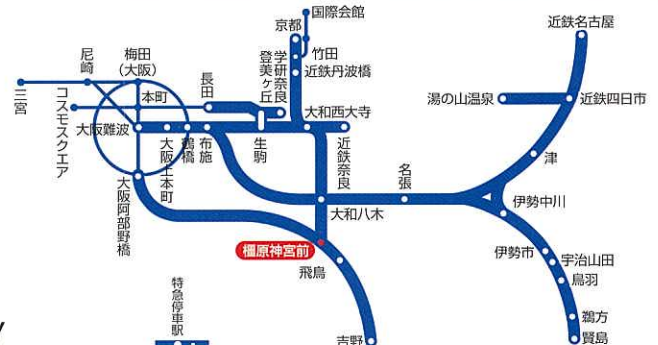 国際会館
京都
近鉄名古屋
尼崎
梅田
(大阪)
学研奈良
登美ヶ丘
竹田
近鉄丹波橋
三宮
コスモスクエア
本町
長田
湯の山温泉
近鉄四日市
大阪難波
大阪上本町
鶴橋
布施
生駒
大和西大寺
近鉄奈良
津
名張
大阪阿部野橋
大和八木
伊勢中川
橿原神宮前
飛鳥
伊勢市
宇治山田
鳥羽
特急停車駅
鵜方
吉野
賢島